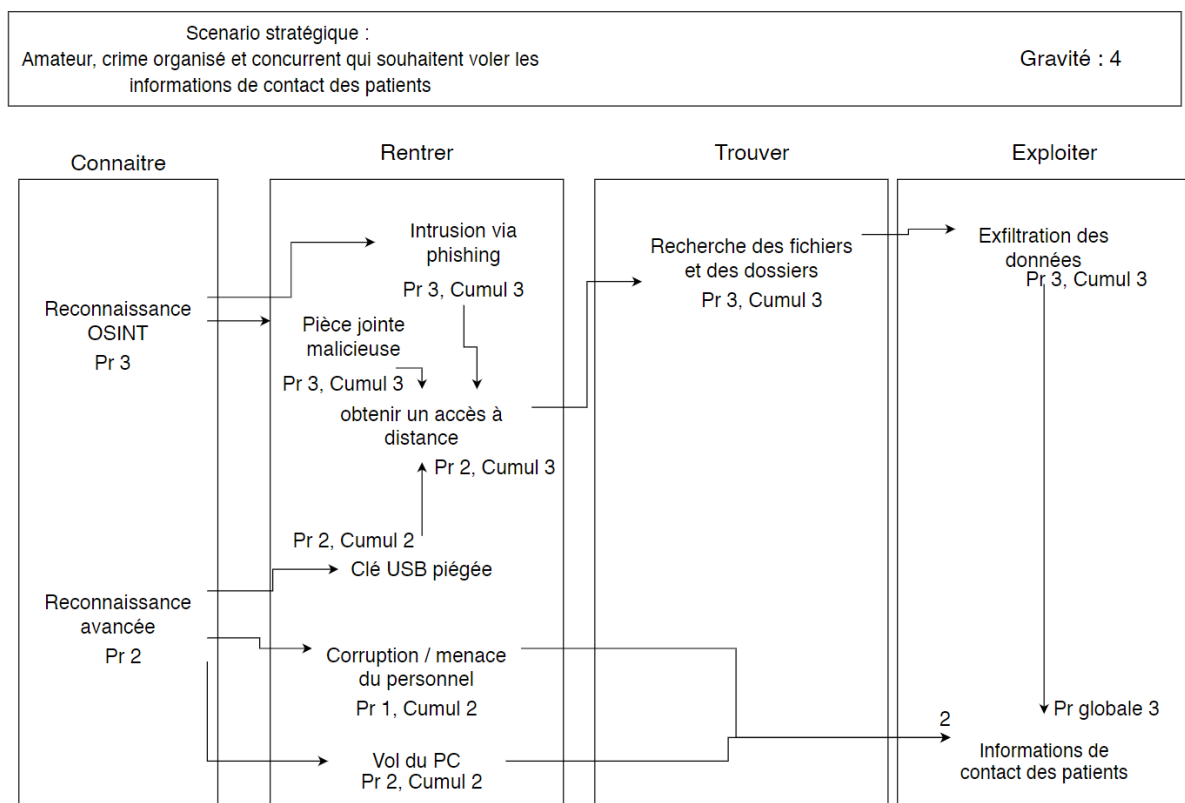 Scenario stratégique :
Amateur, crime organisé et concurrent qui souhaitent voler les
informations de contact des patients
Gravité : 4
Connaitre
Rentrer
Trouver
Exploiter
Reconnaissance
OSINT
Pr 3
Reconnaissance
avancée
Pr 2
Intrusion via
phishing
Pr 3, Cumul 3
Pièce jointe
malicieuse
Pr 3, Cumul 3
obtenir un accès à
distance
Pr 2, Cumul 3
Pr 2, Cumul 2
Clé USB piégée
Corruption / menace
du personnel
Pr 1, Cumul 2
Vol du PC
Pr 2, Cumul 2
Recherche des fichiers
et des dossiers
Pr 3, Cumul 3
Exfiltration des
données
Pr 3, Cumul 3
Pr globale 3
2
Informations de
contact des patients